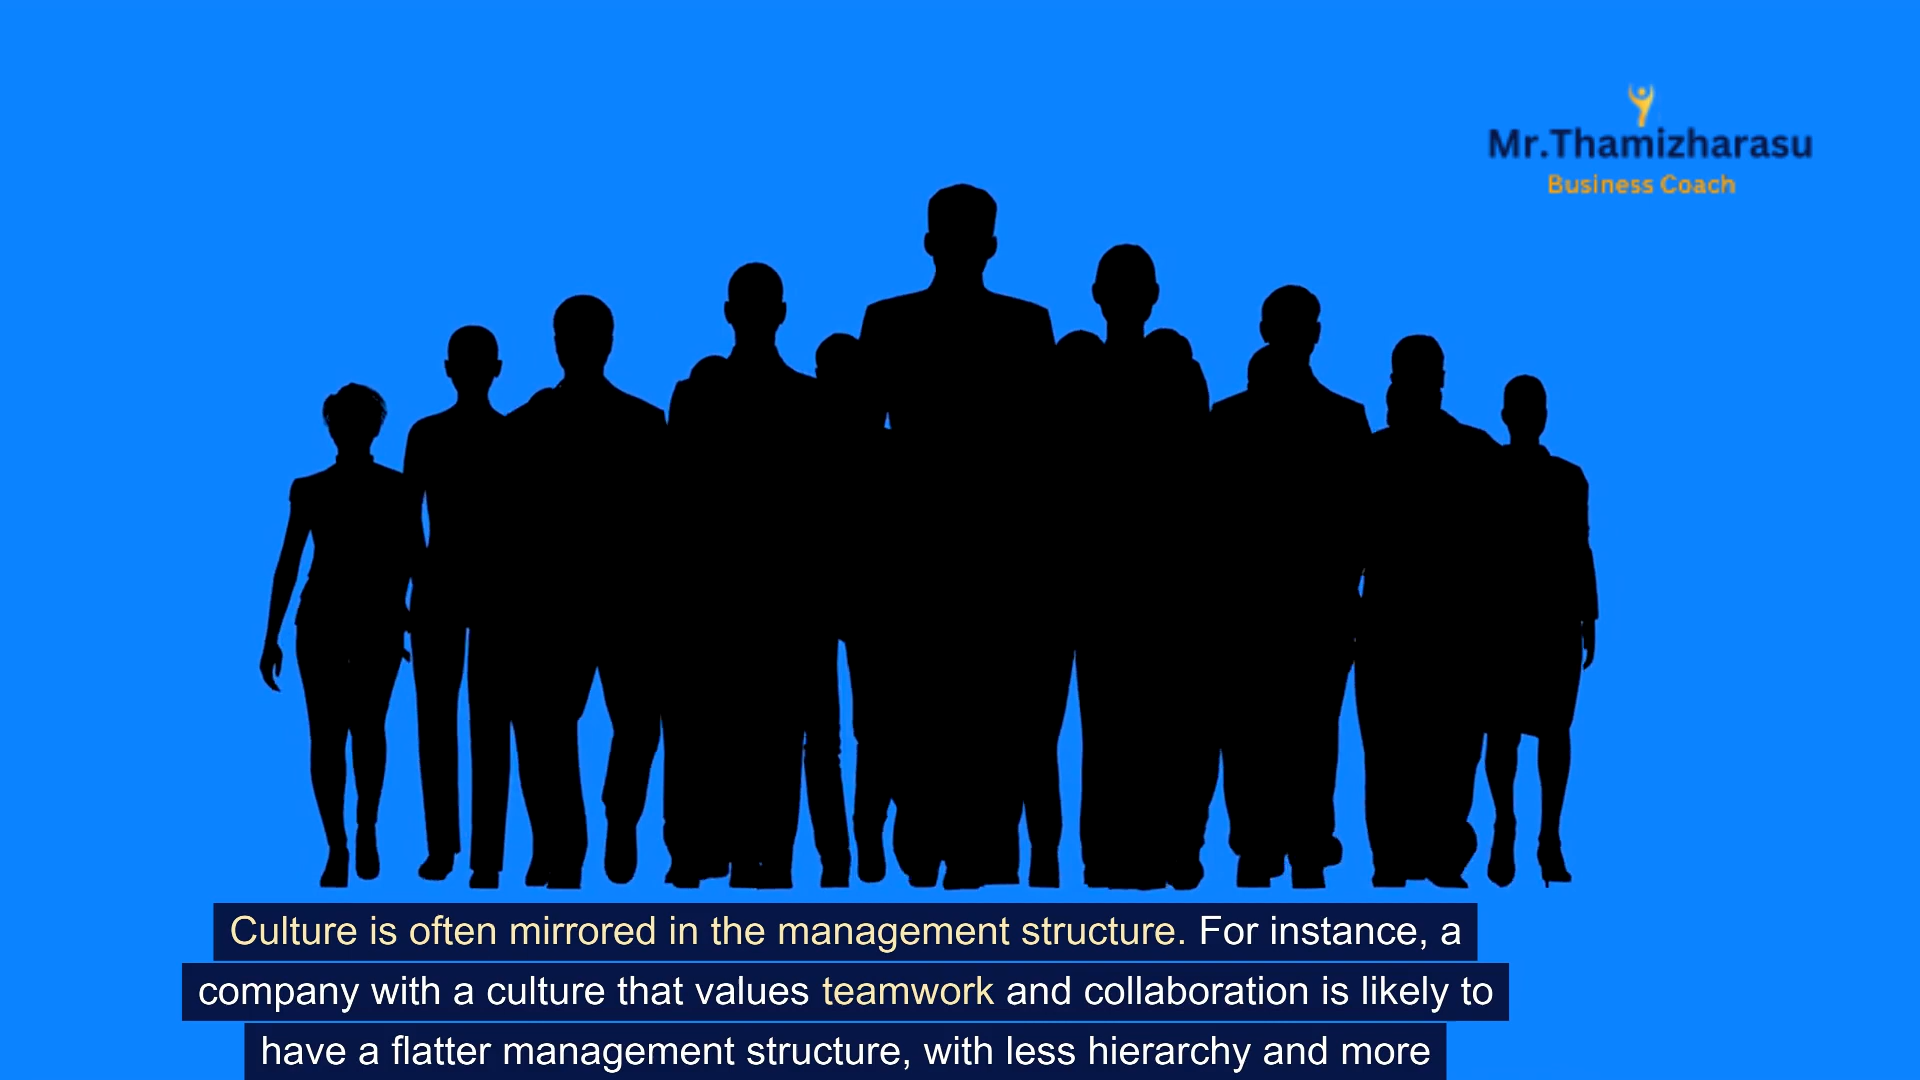 Mr.Thamizharasu
Business Coach
Culture is often mirrored in the management structure. For instance, a
company with a culture that values teamwork and collaboration is likely to
have a flatter management structure, with less hierarchy and more